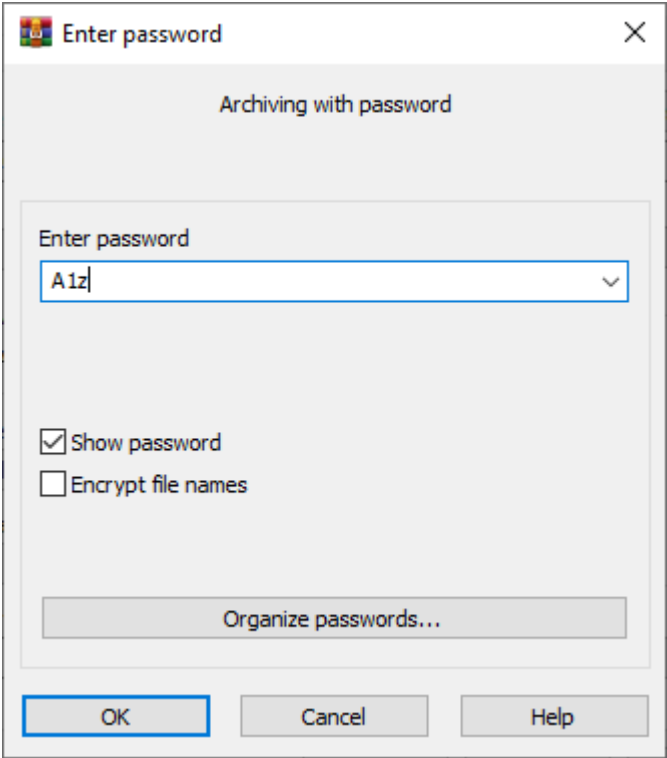 Enter password
Archiving with password
Enter password
A1z
Show password
Encrypt file names
Organize passwords...
OK Cancel Help